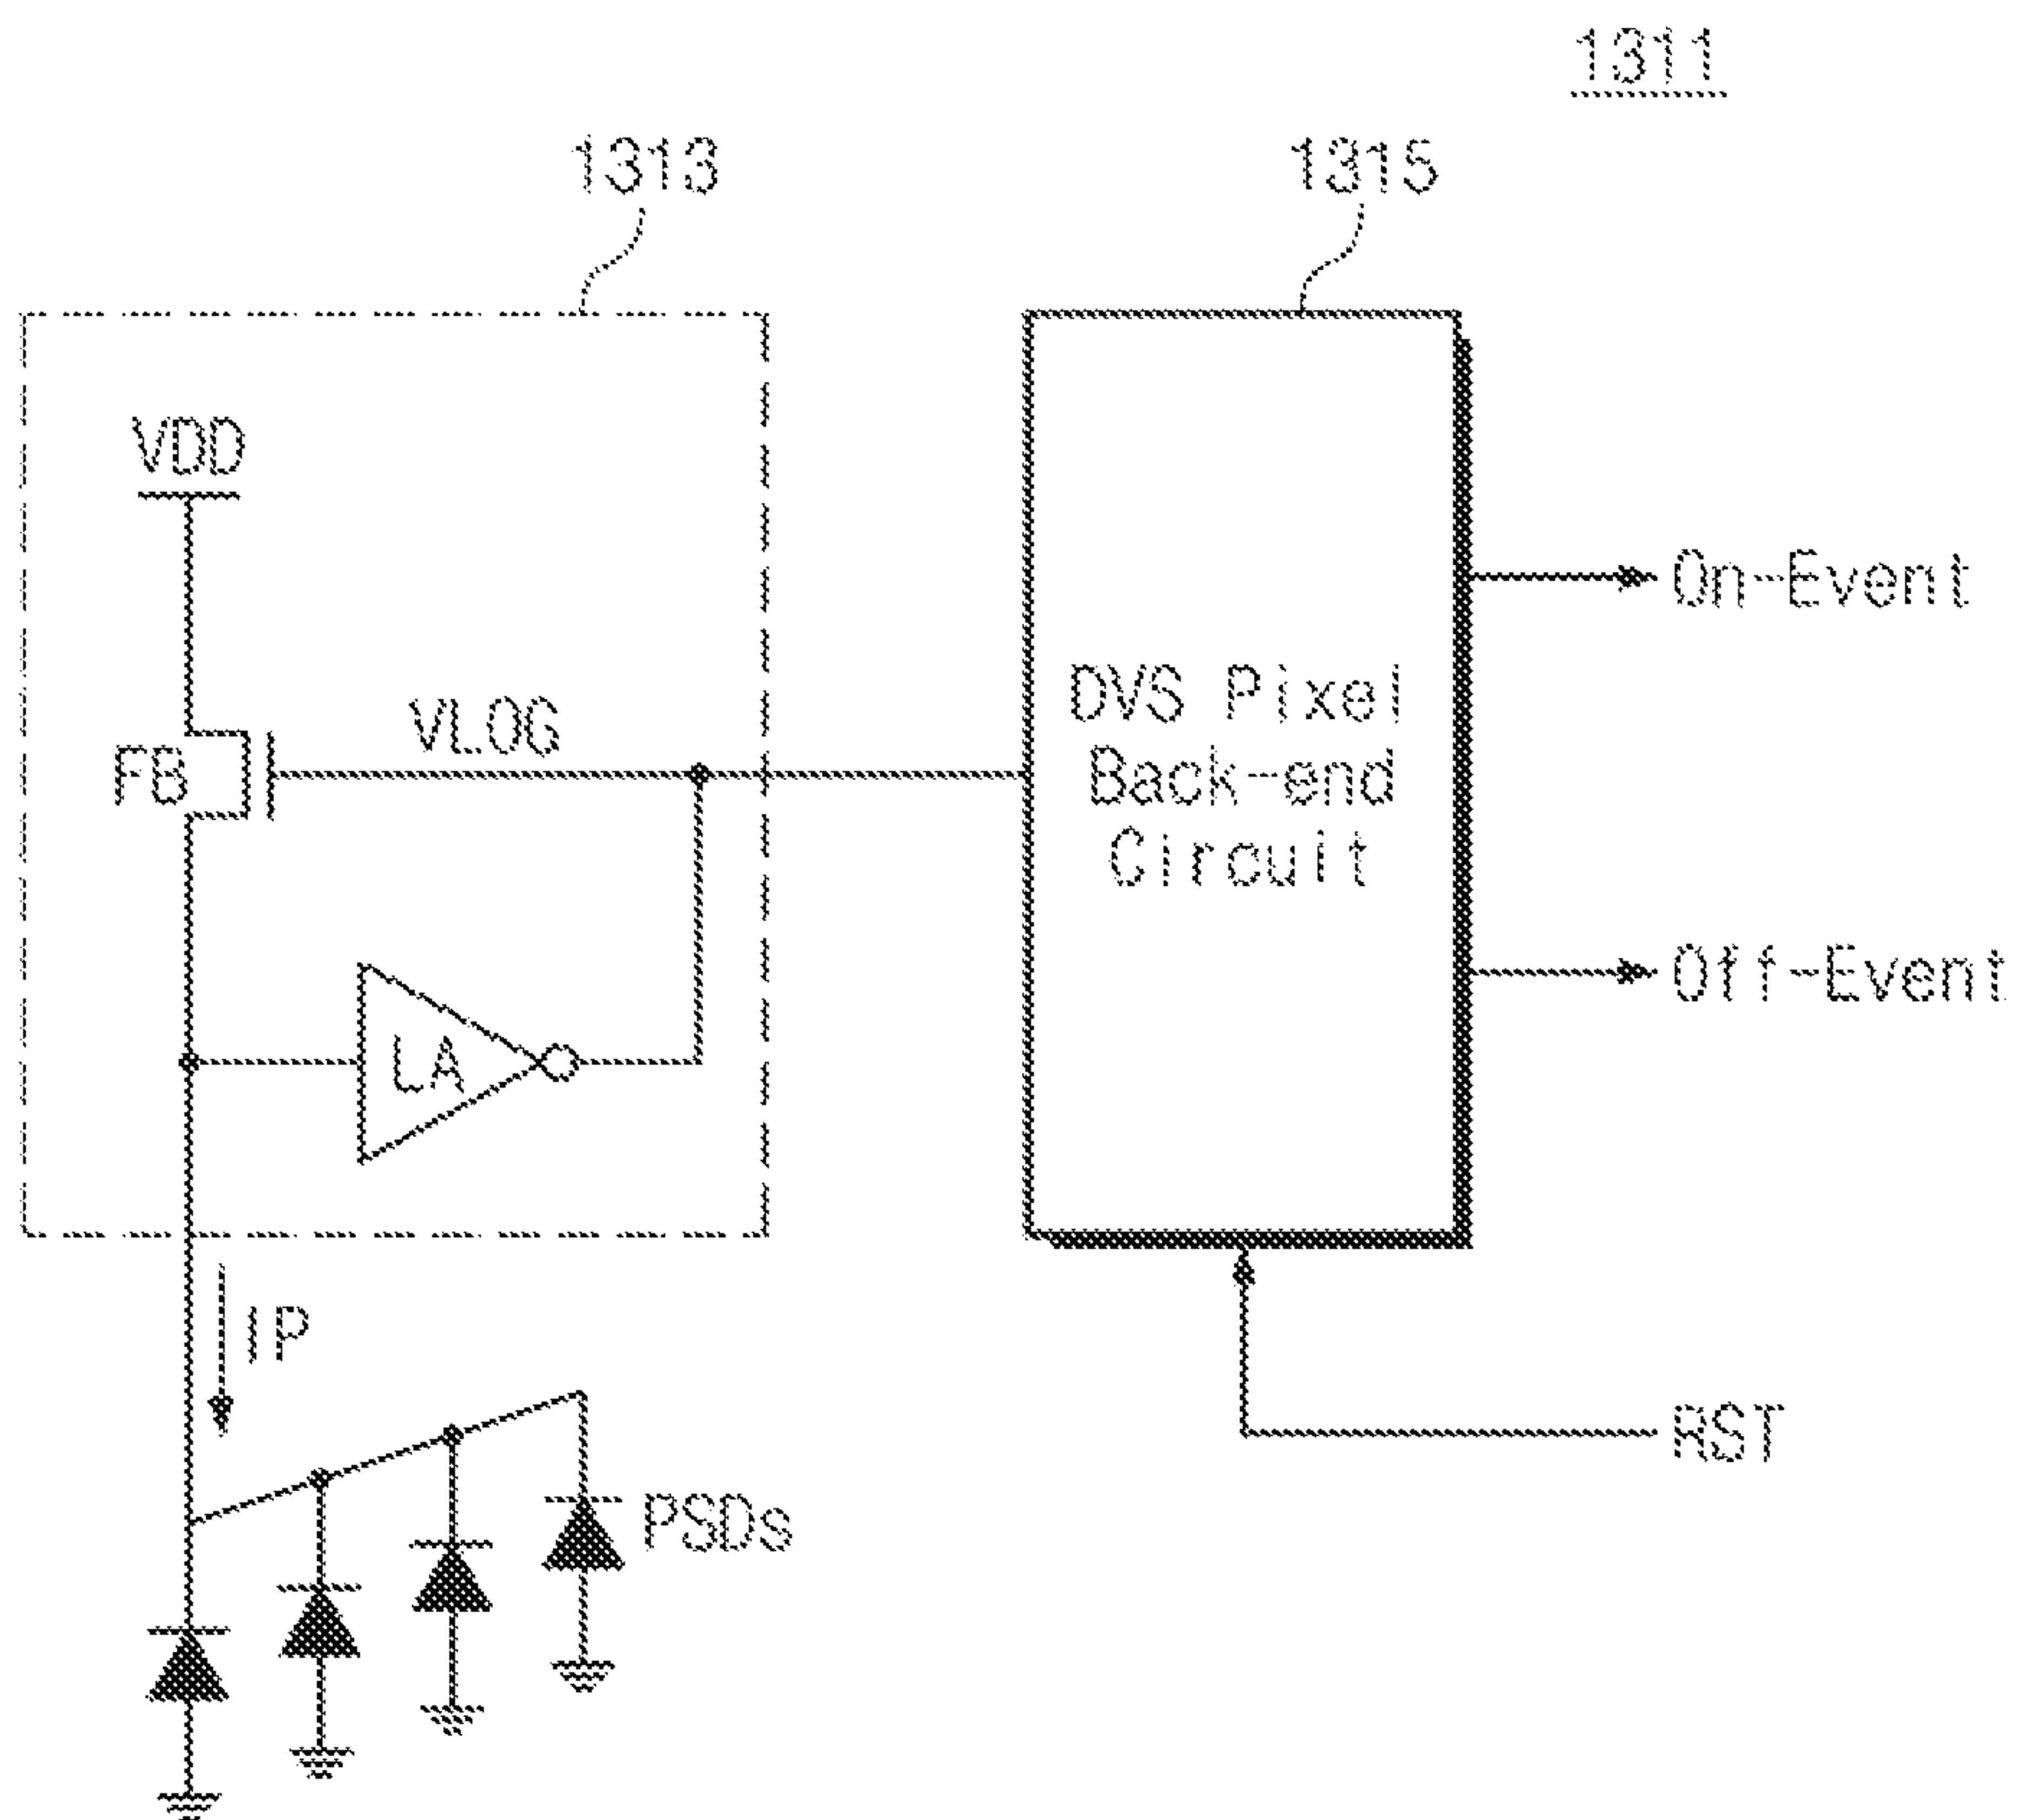 1311
1313
1315
VDD
FB
VLOG
LA
DVS Pixel
Back-end
Circuit
On-Event
Off-Event
IP
RST
PSDs